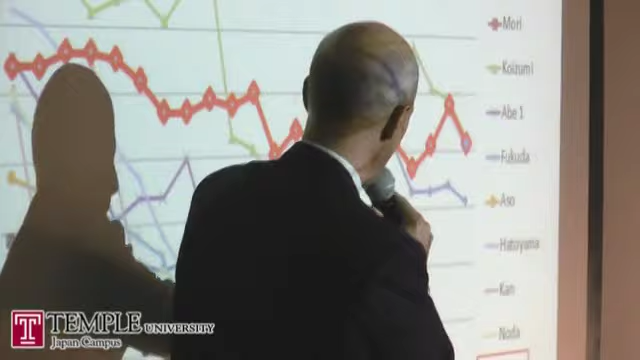 Mori
Koizumi
Abe 1
Fukuda
Aso
Hatoyama
Kan
Noda
T TEMPLE UNIVERSITY
Japan Campus